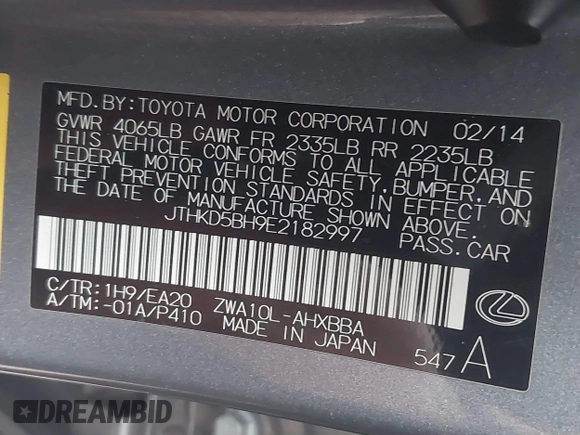 MFD.BY:TOYOTA MOTOR CORPORATION 02/14
GVWR 4065LB GAWR FR 2335LB RR 2235LB
THIS VEHICLE CONFORMS TO ALL APPLICABLE
FEDERAL MOTOR VEHICLE SAFETY,BUMPER,AND
THEFT PREVENTION STANDARDS IN EFFECT ON
THE DATE OF MANUFACTURE SHOWN ABOVE.
JTHKD5BH9E2182997 PASS.CAR
C/TR:1H9/EA20 ZWA10L-AHXBBA
A/TM:-01A/P410 MADE IN JAPAN
547A
DREAMBID